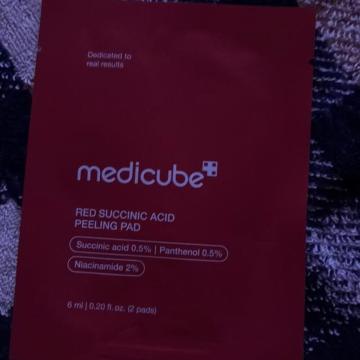 Dedicated to
real results
medicube
RED SUCCINIC ACID
PEELING PAD
Succinic acid 0.5% | Panthenol 0.5%
Niacinamide 2%
6 ml | 0.20 fl. oz. (2 pads)